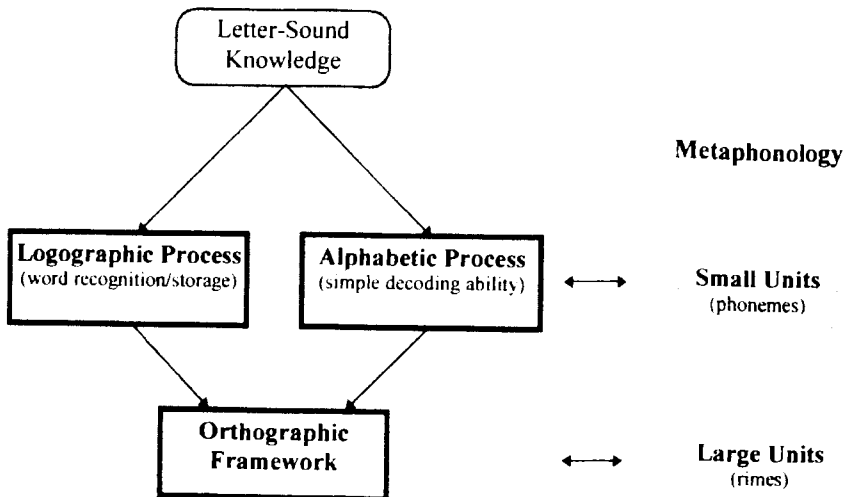 Letter-Sound
Knowledge
Metaphonology
Logographic Process
(word recognition/storage)
Alphabetic Process
(simple decoding ability)
Small Units
(phonemes)
Orthographic
Framework
Large Units
(rimes)